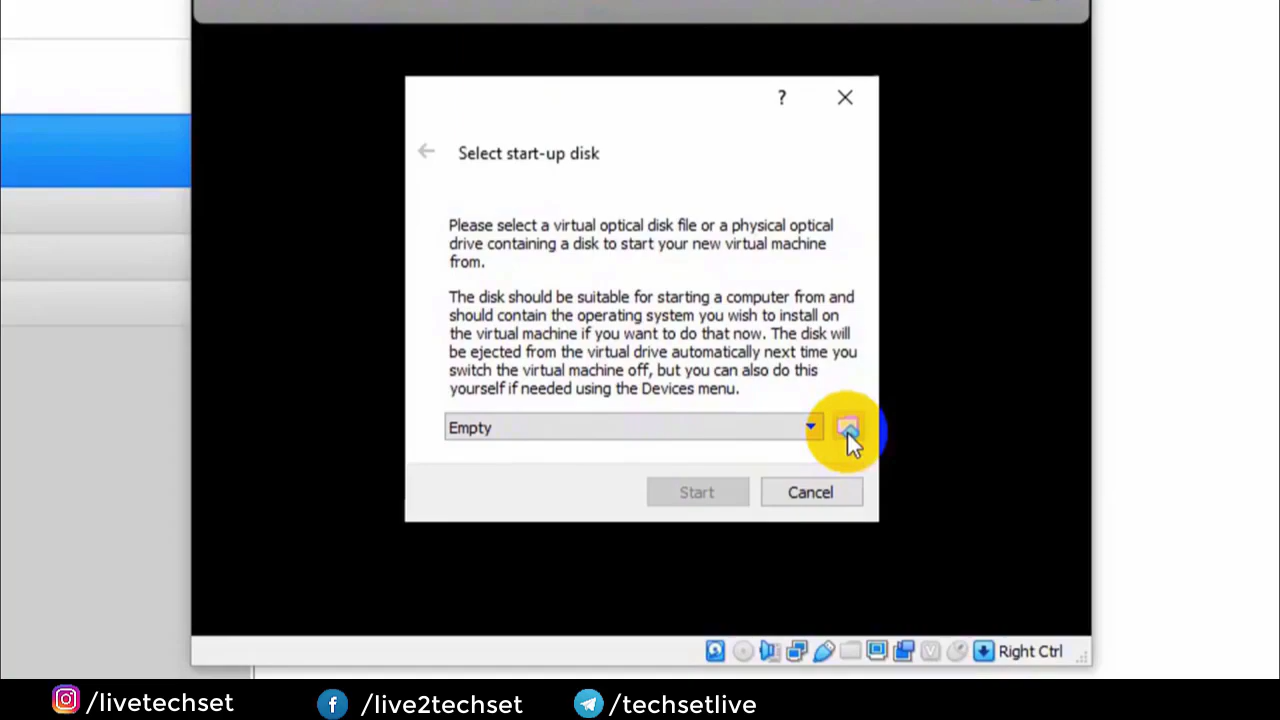 ?
Select start-up disk
Please select a virtual optical disk file or a physical optical
drive containing a disk to start your new virtual machine
from.
The disk should be suitable for starting a computer from and
should contain the operating system you wish to install on
the virtual machine if you want to do that now. The disk will
be ejected from the virtual drive automatically next time you
switch the virtual machine off, but you can also do this
yourself if needed using the Devices menu.
Empty
Start
Cancel
Right Ctrl
/livetechset
/live2techset
/techsetlive